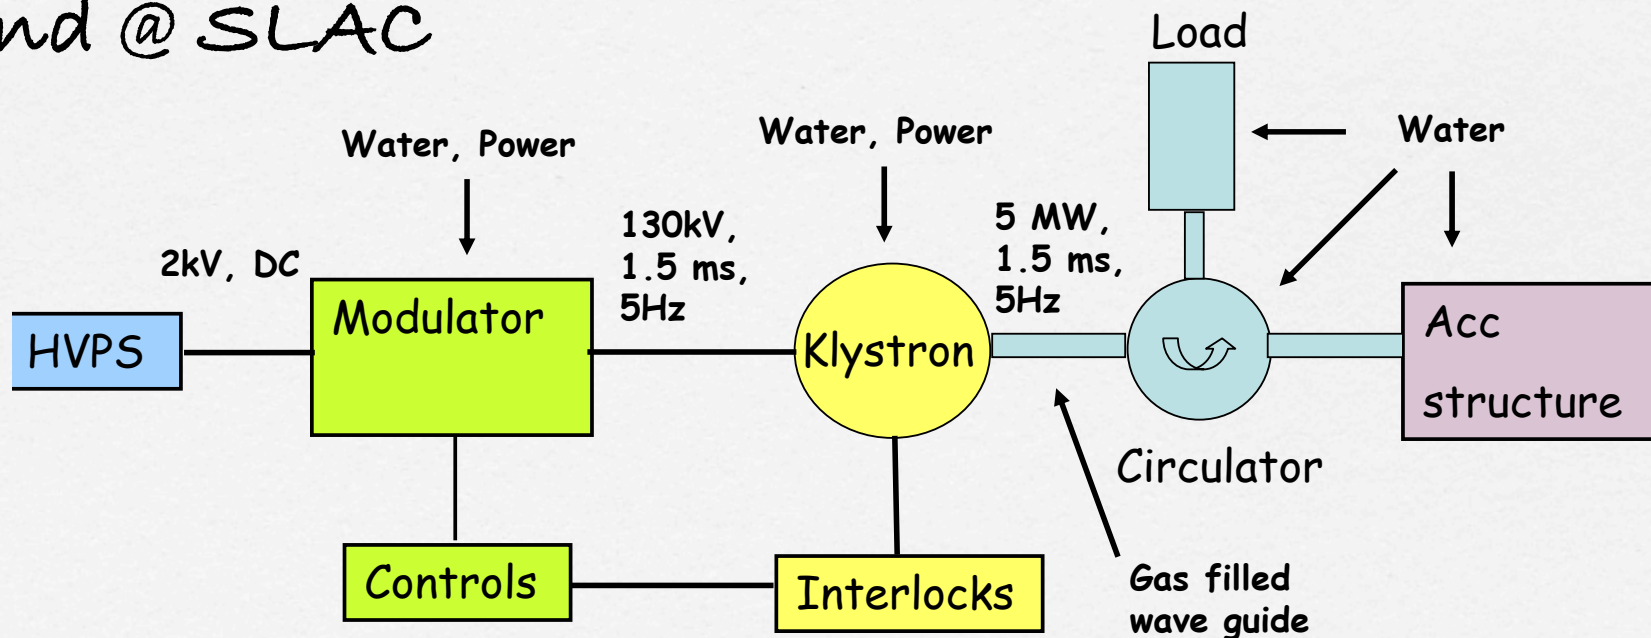 @ SLAC
Load
Water, Power
Water, Power
Water
2kV, DC
130kV,
1.5 ms,
5Hz
5 MW,
1.5 ms,
5Hz
HVPS
Modulator
Klystron
Acc
structure
Circulator
Controls
Interlocks
Gas filled
wave guide